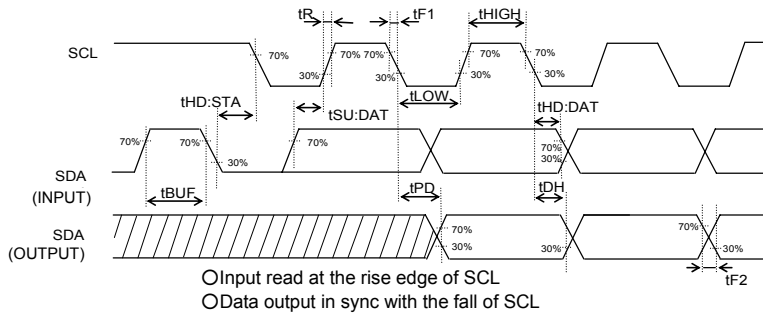 tR tF1 tHIGH
SCL 70% 70% 70% 70% 70%
30% 30% 30% 30%
tHD:STA tLOW
tSU:DAT tHD:DAT
70% 70% 70% 70%
30% 30%
SDA
(INPUT)
tBUF tPD tDH
SDA
(OUTPUT)
70% 70%
30% 30% 30%
tF2
○Input read at the rise edge of SCL
○Data output in sync with the fall of SCL